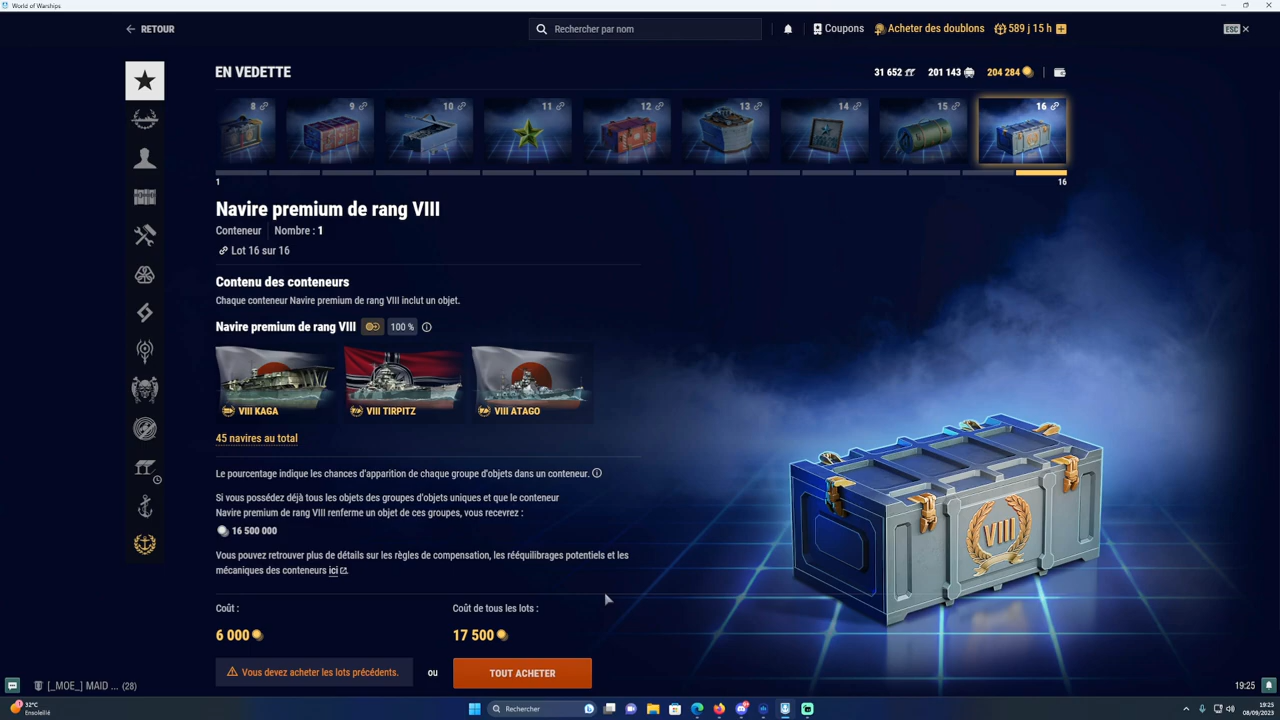 World of Warships
RETOUR
Rechercher par nom
Coupons
Acheter des doublons
589 j 15 h
ESC
EN VEDETTE
31 652
201 143
204 284
8
9
10
11
12
13
14
15
16
1
16
Navire premium de rang VIII
Conteneur
Nombre : 1
Lot 16 sur 16
Contenu des conteneurs
Chaque conteneur Navire premium de rang VIII inclut un objet.
Navire premium de rang VIII
100 %
VIII KAGA
VIII TIRPITZ
VIII ATAGO
45 navires au total
Le pourcentage indique les chances d'apparition de chaque groupe d'objets dans un conteneur.
Si vous possédez déjà tous les objets des groupes d'objets uniques et que le conteneur
Navire premium de rang VIII renferme un objet de ces groupes, vous recevrez :
16 500 000
Vous pouvez retrouver plus de détails sur les règles de compensation, les rééquilibrages potentiels et les
mécaniques des conteneurs ici
VIII
Coût :
Coût de tous les lots :
6 000
17 500
Vous devez acheter les lots précédents.
ou
TOUT ACHETER
[_MOE_] MAID ... (28)
19:25
32°C
Ensoleillé
Rechercher
19:25
08/09/2023